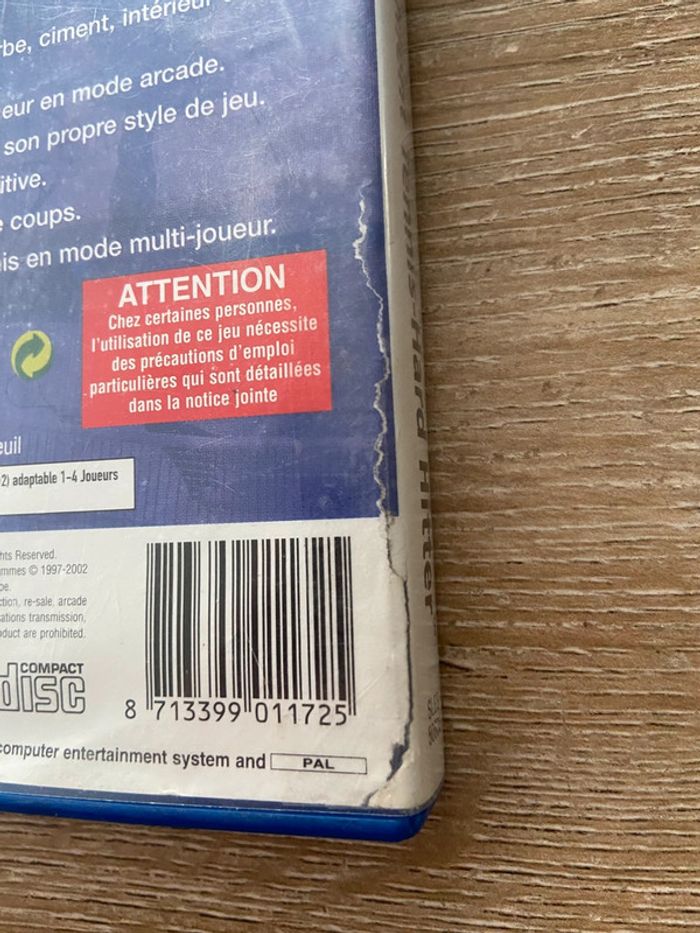 be, ciment, intérieur
eur en mode arcade.
son propre style de jeu.
itive.
e coups.
is en mode multi-joueur.
ATTENTION
Chez certaines personnes,
l'utilisation de ce jeu nécessite
des précautions d'emploi
particulières qui sont détaillées
dans la notice jointe
euil
2) adaptable 1-4 Joueurs
hts Reserved.
mmes © 1997-2002
pe.
ction, re-sale, arcade
ations transmission,
oduct are prohibited.
COMPACT
disc
8 713399 011725
computer entertainment system and PAL
Tennis-Hard Hitter